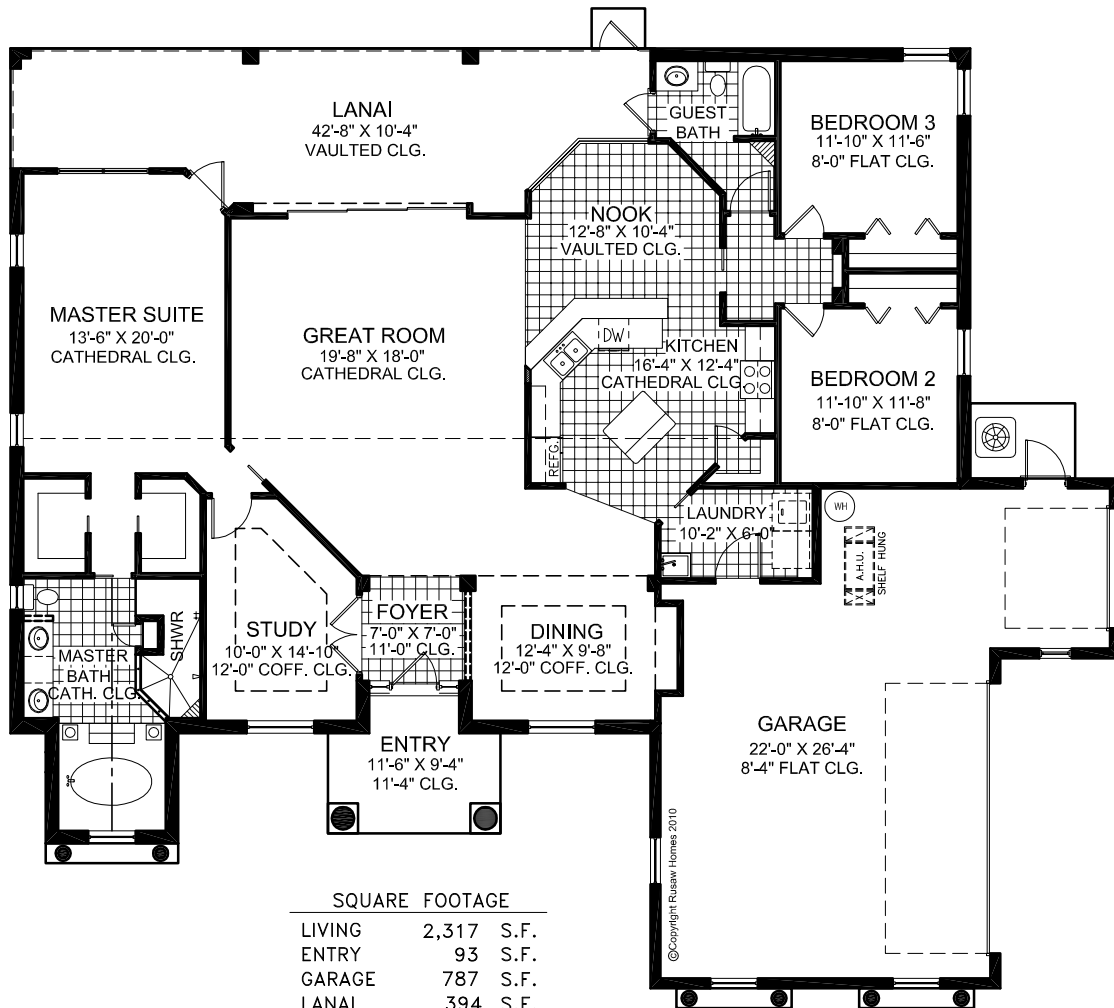 LANAI
42'-8" X 10'-4"
VAULTED CLG.
GUEST
BATH
BEDROOM 3
11'-10" X 11'-6"
8'-0" FLAT CLG.
NOOK
12'-8" X 10'-4"
VAULTED CLG.
MASTER SUITE
13'-6" X 20'-0"
CATHEDRAL CLG.
GREAT ROOM
19'-8" X 18'-0"
CATHEDRAL CLG.
DW
KITCHEN
16'-4" X 12'-4"
CATHEDRAL CLG.
REFG.
BEDROOM 2
11'-10" X 11'-8"
8'-0" FLAT CLG.
LAUNDRY
10'-2" X 6'-0"
WH
X A.H.U.
SHELF HUNG
SHWR
MASTER
BATH
CATH. CLG.
STUDY
10'-0" X 14'-10"
12'-0" COFF. CLG.
FOYER
7'-0" X 7'-0"
11'-0" CLG.
DINING
12'-4" X 9'-8"
12'-0" COFF. CLG.
ENTRY
11'-6" X 9'-4"
11'-4" CLG.
GARAGE
22'-0" X 26'-4"
8'-4" FLAT CLG.
©Copyright Rusaw Homes 2010
SQUARE FOOTAGE
LIVING 2,317 S.F.
ENTRY 93 S.F.
GARAGE 787 S.F.
LANAI 394 S.F.